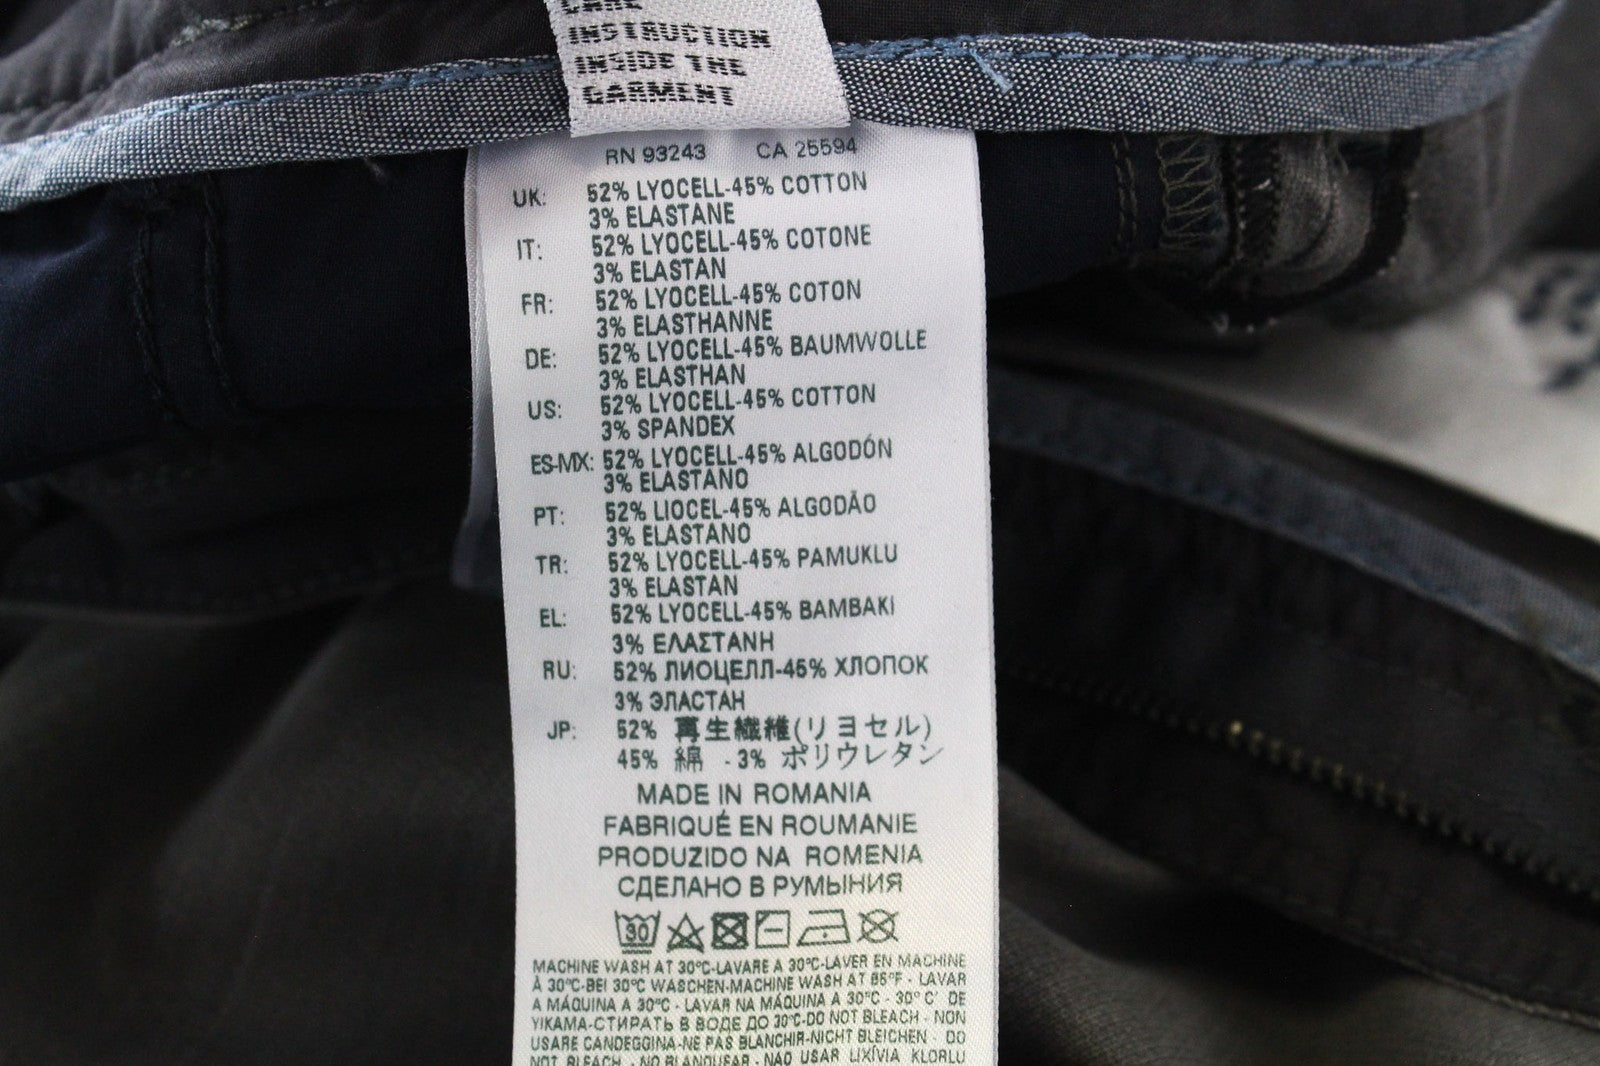 CARE
INSTRUCTION
INSIDE THE
GARMENT
RN 93243 CA 25594
UK: 52% LYOCELL-45% COTTON
3% ELASTANE
IT: 52% LYOCELL-45% COTONE
3% ELASTAN
FR: 52% LYOCELL-45% COTON
3% ELASTHANNE
DE: 52% LYOCELL-45% BAUMWOLLE
3% ELASTHAN
US: 52% LYOCELL-45% COTTON
3% SPANDEX
ES-MX: 52% LYOCELL-45% ALGODÓN
3% ELASTANO
PT: 52% LIOCEL-45% ALGODÃO
3% ELASTANO
TR: 52% LYOCELL-45% PAMUKLU
3% ELASTAN
EL: 52% LYOCELL-45% BAMBAKI
3% ΕΛΑΣΤΑΝΗ
RU: 52% ЛИОЦЕЛЛ-45% ХЛОПОК
3% ЭЛАСТАН
JP: 52% 再生繊維(リヨセル)
45% 綿 - 3% ポリウレタン
MADE IN ROMANIA
FABRIQUÉ EN ROUMANIE
PRODUZIDO NA ROMENIA
СДЕЛАНО В РУМЫНИЯ
30
MACHINE WASH AT 30°C-LAVARE A 30°C-LAVER EN MACHINE
À 30°C-BEI 30°C WASCHEN-MACHINE WASH AT 85°F - LAVAR
A MÁQUINA A 30°C - LAVAR NA MÁQUINA A 30°C - 30° C' DE
YIKAMA-СТИРАТЬ В ВОДЕ ДО 30°C-DO NOT BLEACH - NON
USARE CANDEGGINA-NE PAS BLANCHIR-NICHT BLEICHEN - DO
NOT BLEACH - NO BLANQUEAR - NÃO USAR LIXÍVIA KLORLU